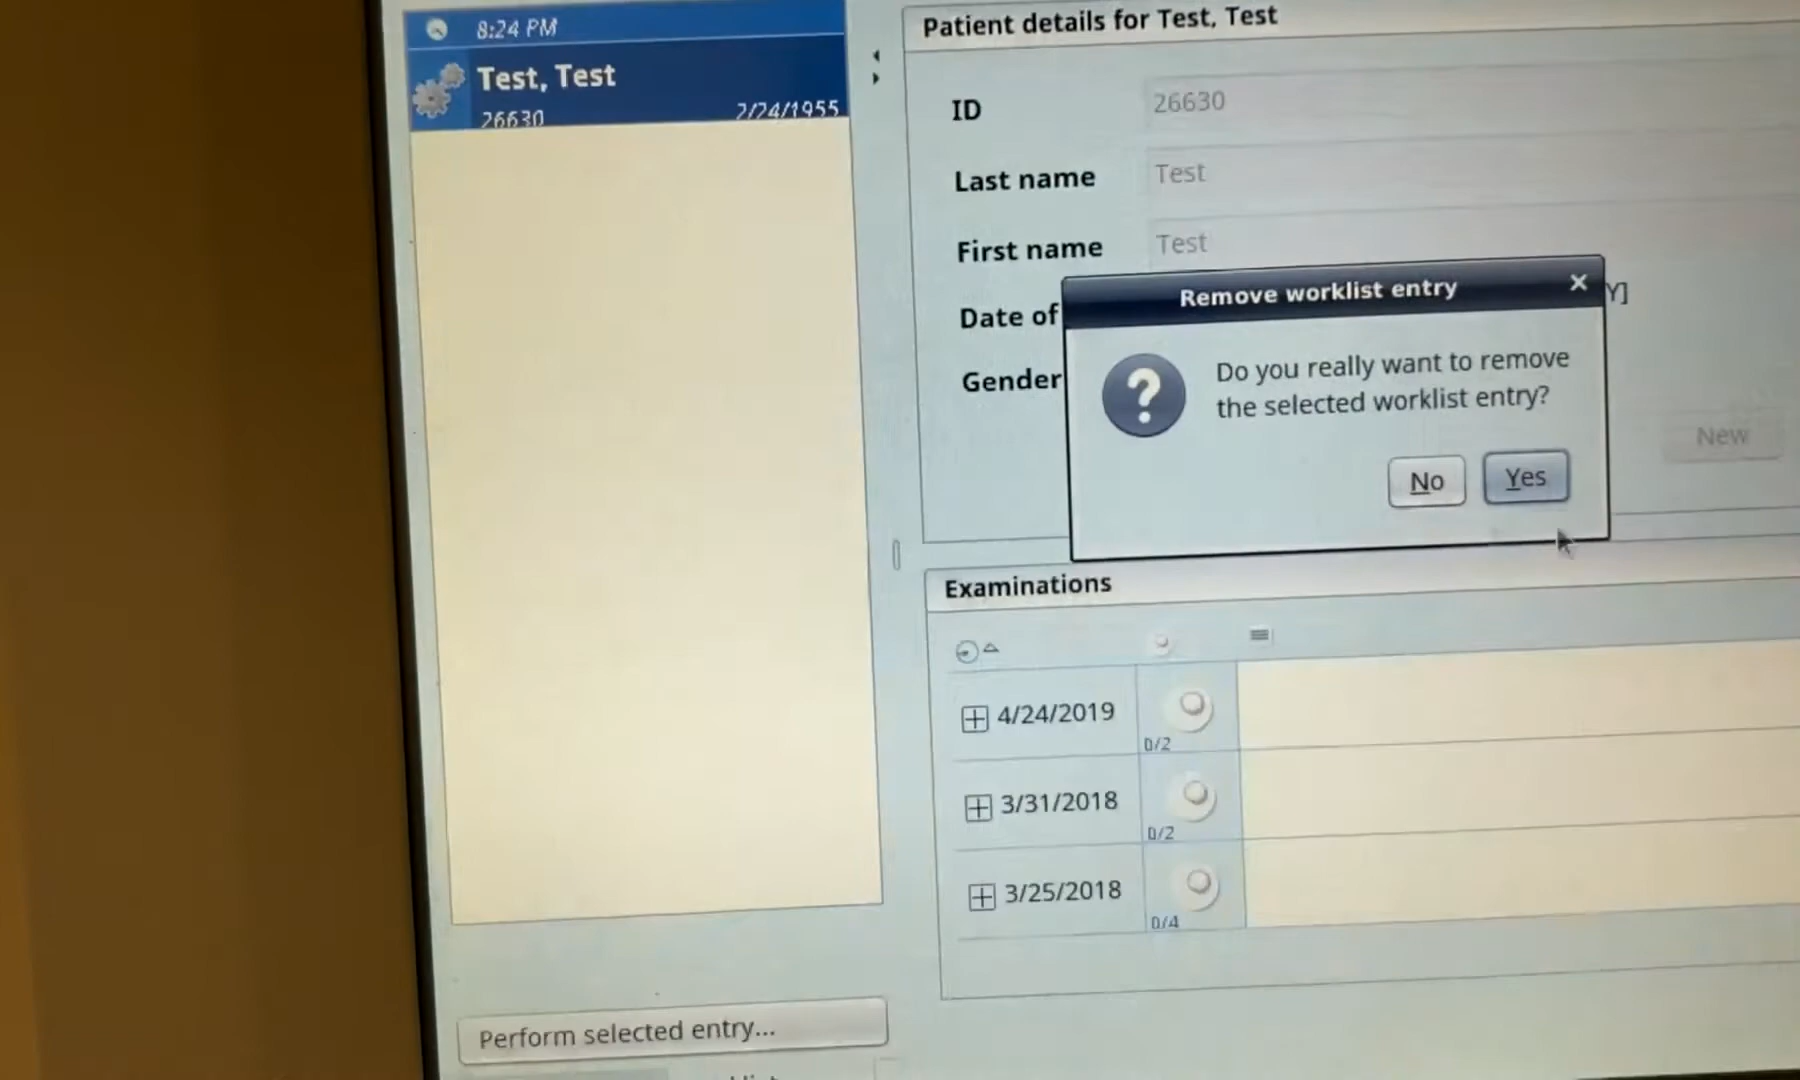 8:24 PM
Test, Test
26630
2/24/1955
Patient details for Test, Test
ID
26630
Last name
Test
First name
Test
Date of
Y]
Gender
Remove worklist entry
Do you really want to remove
the selected worklist entry?
No
Yes
New
Examinations
4/24/2019
0/2
3/31/2018
0/2
3/25/2018
0/4
Perform selected entry...